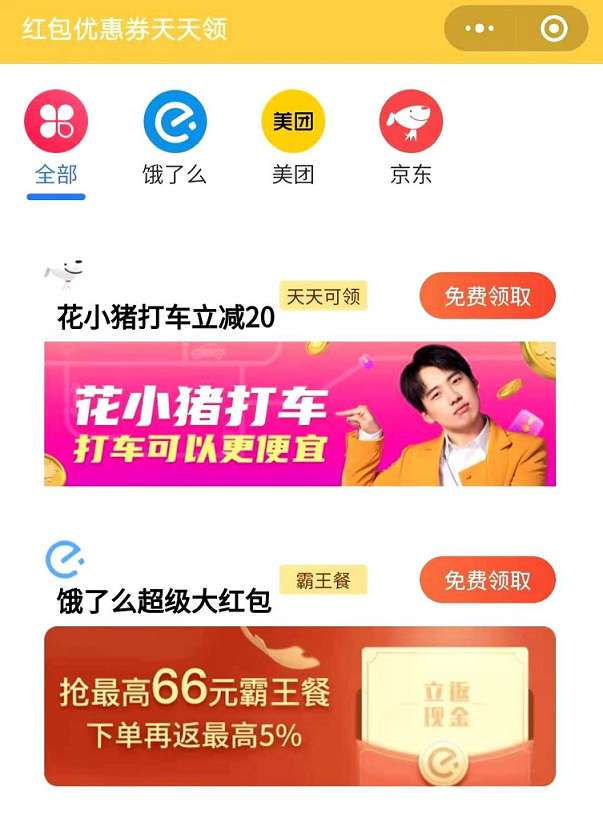 红包优惠券天天领
美团
全部
饿了么
美团
京东
天天可领
免费领取
花小猪打车立减20
花小猪打车
打车可以更便宜
霸王餐
免费领取
饿了么超级大红包
抢最高66元霸王餐
下单再返最高5%
立返
现金